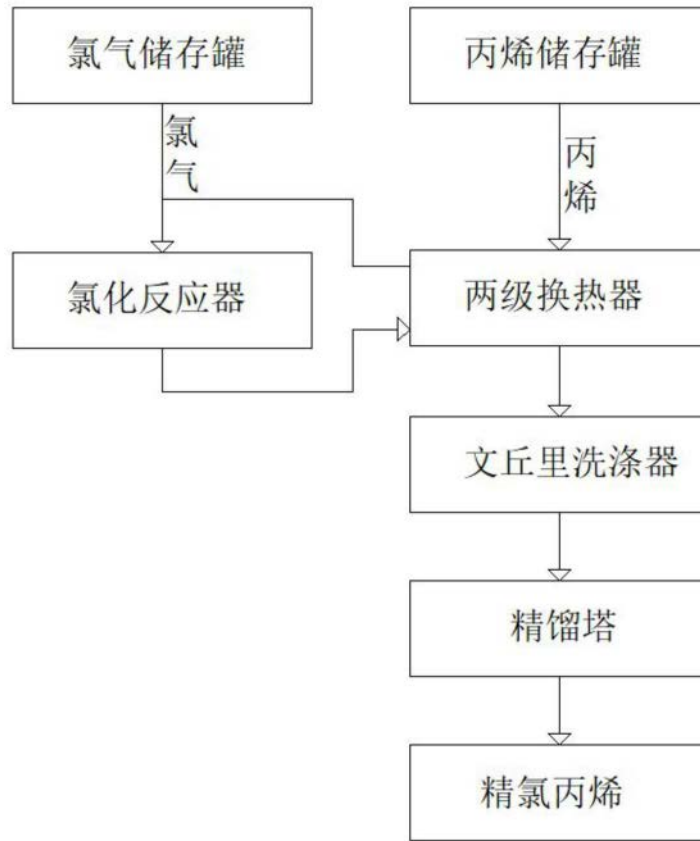 氯气储存罐
丙烯储存罐
氯
气
丙
烯
氯化反应器
两级换热器
文丘里洗涤器
精馏塔
精氯丙烯